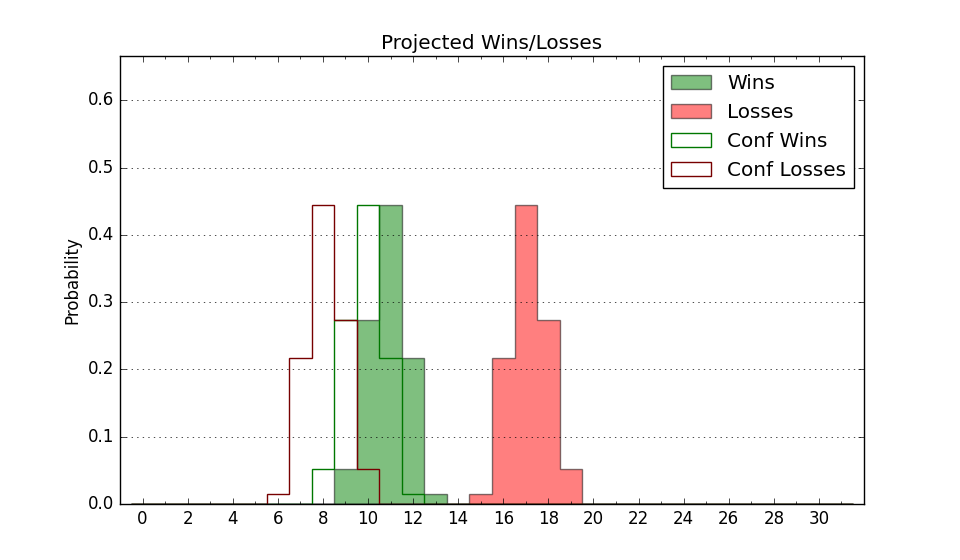 Projected Wins/Losses
Wins
Losses
Conf Wins
Conf Losses
Probability
0.6
0.5
0.4
0.3
0.2
0.1
0.0
0 2 4 6 8 10 12 14 16 18 20 22 24 26 28 30